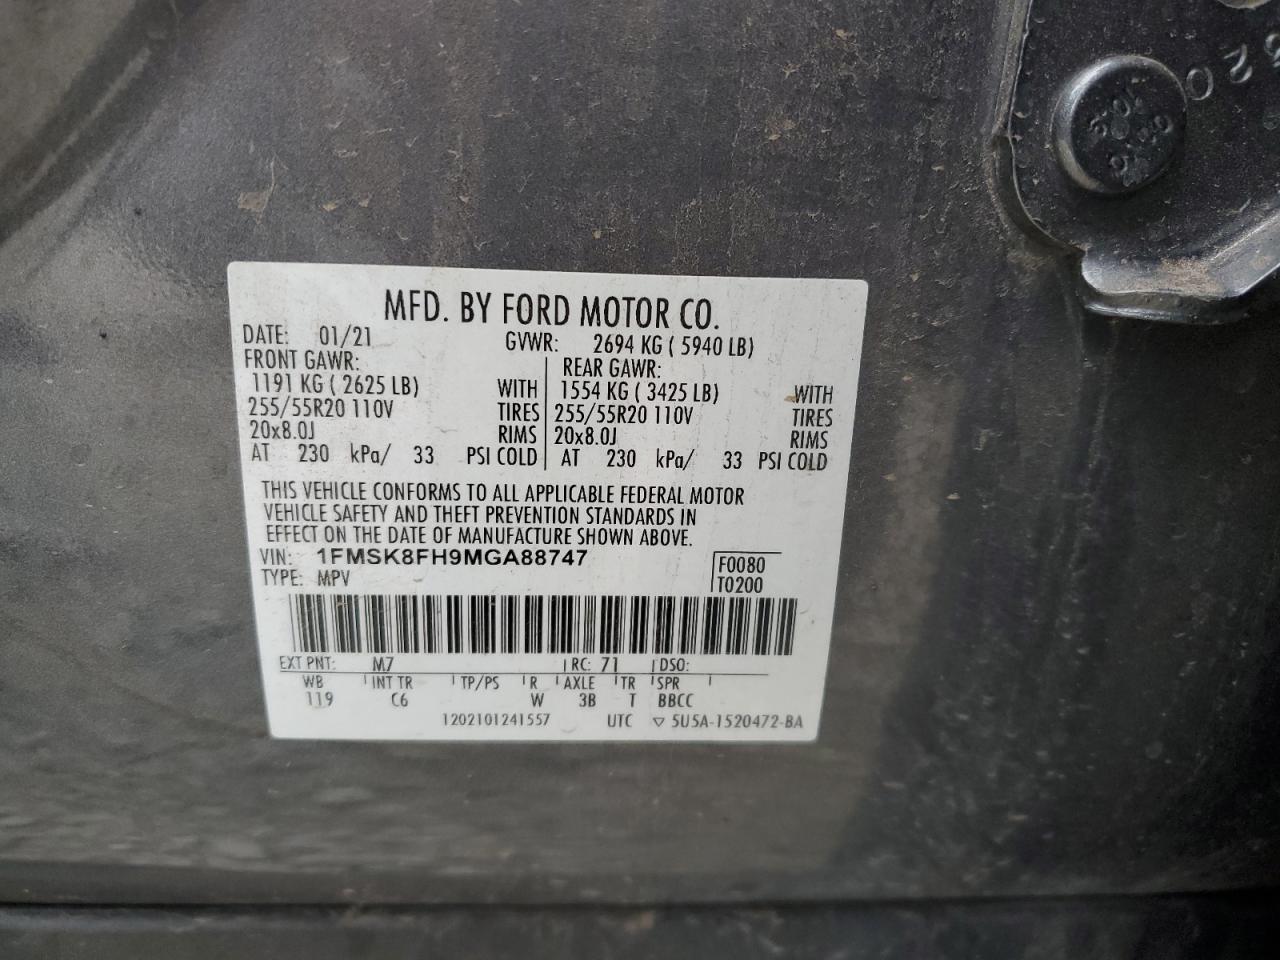 MFD. BY FORD MOTOR CO.
DATE: 01/21 GVWR: 2694 KG ( 5940 LB)
FRONT GAWR: REAR GAWR:
1191 KG ( 2625 LB) WITH 1554 KG ( 3425 LB) WITH
255/55R20 110V TIRES 255/55R20 110V TIRES
20x8.0J RIMS 20x8.0J RIMS
AT 230 kPa/ 33 PSI COLD AT 230 kPa/ 33 PSI COLD
THIS VEHICLE CONFORMS TO ALL APPLICABLE FEDERAL MOTOR
VEHICLE SAFETY AND THEFT PREVENTION STANDARDS IN
EFFECT ON THE DATE OF MANUFACTURE SHOWN ABOVE.
VIN: 1FMSK8FH9MGA88747 F0080
TYPE: MPV T0200
EXT PNT: M7 RC: 71 DSO:
WB INT TR TP/PS R AXLE TR SPR
119 C6 W 3B T BBCC
1202101241557 UTC ▽ 5U5A-1520472-BA